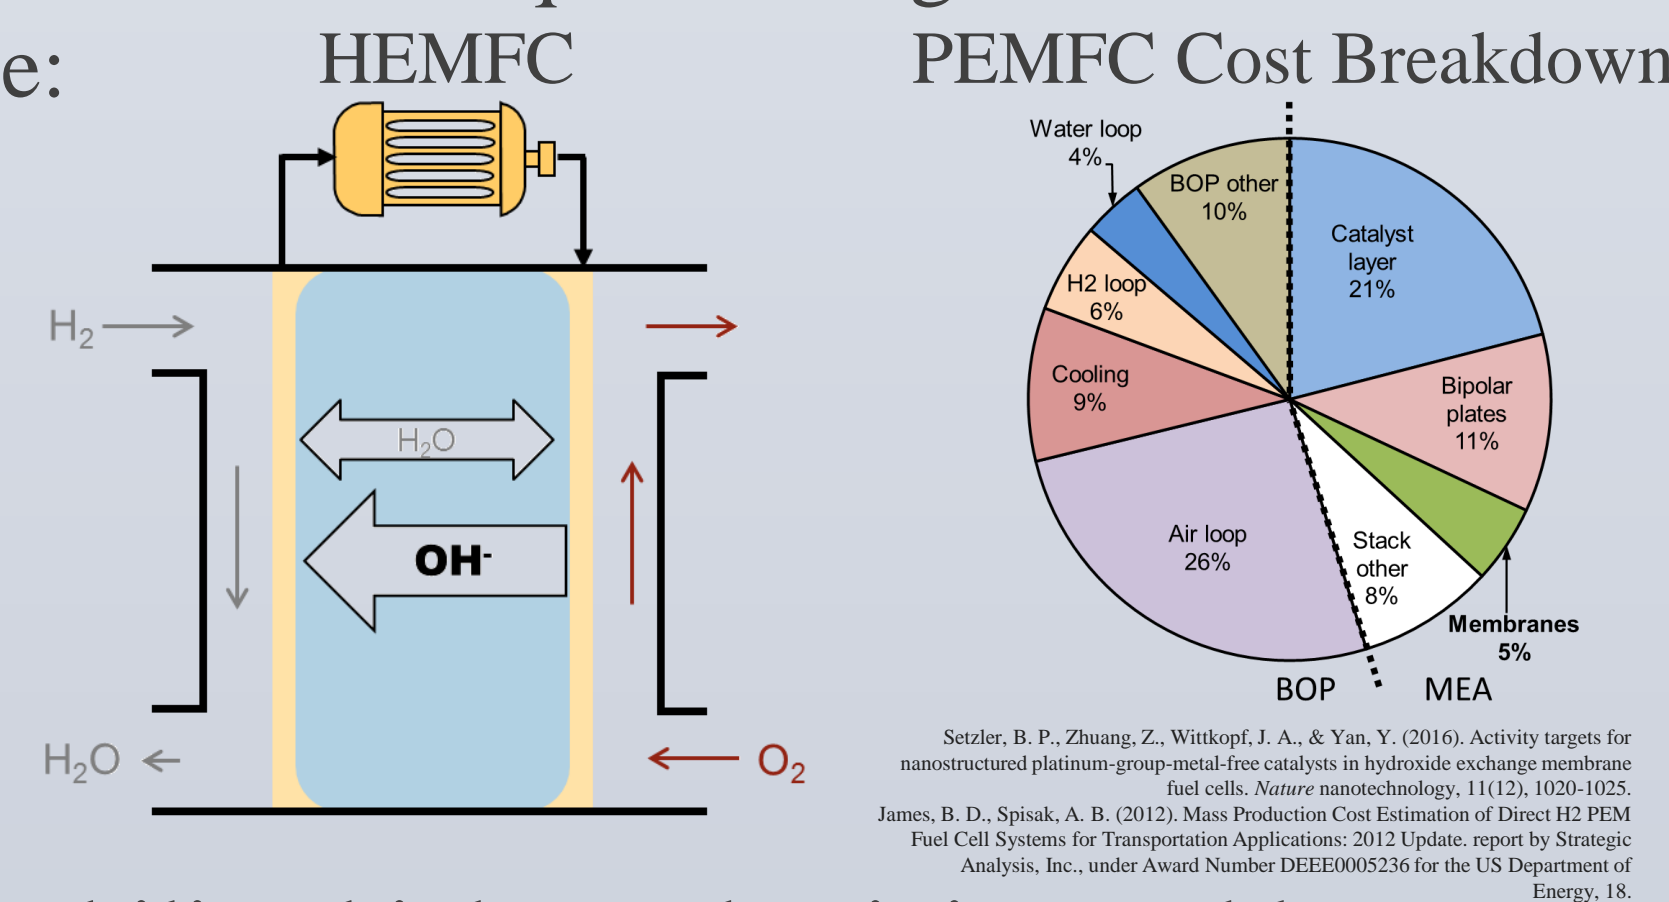 e:
HEMFC
H₂
H₂O
OH-
H₂O
O₂
PEMFC Cost Breakdown
Water loop
4%
BOP other
10%
Catalyst
layer
21%
H2 loop
6%
Cooling
9%
Bipolar
plates
11%
Air loop
26%
Stack
other
8%
Membranes
5%
BOP
MEA
Setzler, B. P., Zhuang, Z., Wittkopf, J. A., & Yan, Y. (2016). Activity targets for
nanostructured platinum-group-metal-free catalysts in hydroxide exchange membrane
fuel cells. Nature nanotechnology, 11(12), 1020-1025.
James, B. D., Spisak, A. B. (2012). Mass Production Cost Estimation of Direct H2 PEM
Fuel Cell Systems for Transportation Applications: 2012 Update. report by Strategic
Analysis, Inc., under Award Number DEEE0005236 for the US Department of
Energy, 18.